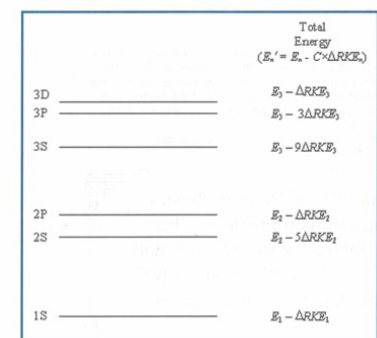 Total
Energy
(Eₙ' = Eₙ - C×ΔRKEₙ)
3D E₃ – ΔRKE₃
3P E₃ – 3ΔRKE₃
3S E₃ – 9ΔRKE₃
2P E₂ – ΔRKE₂
2S E₂ – 5ΔRKE₂
1S E₁ – ΔRKE₁